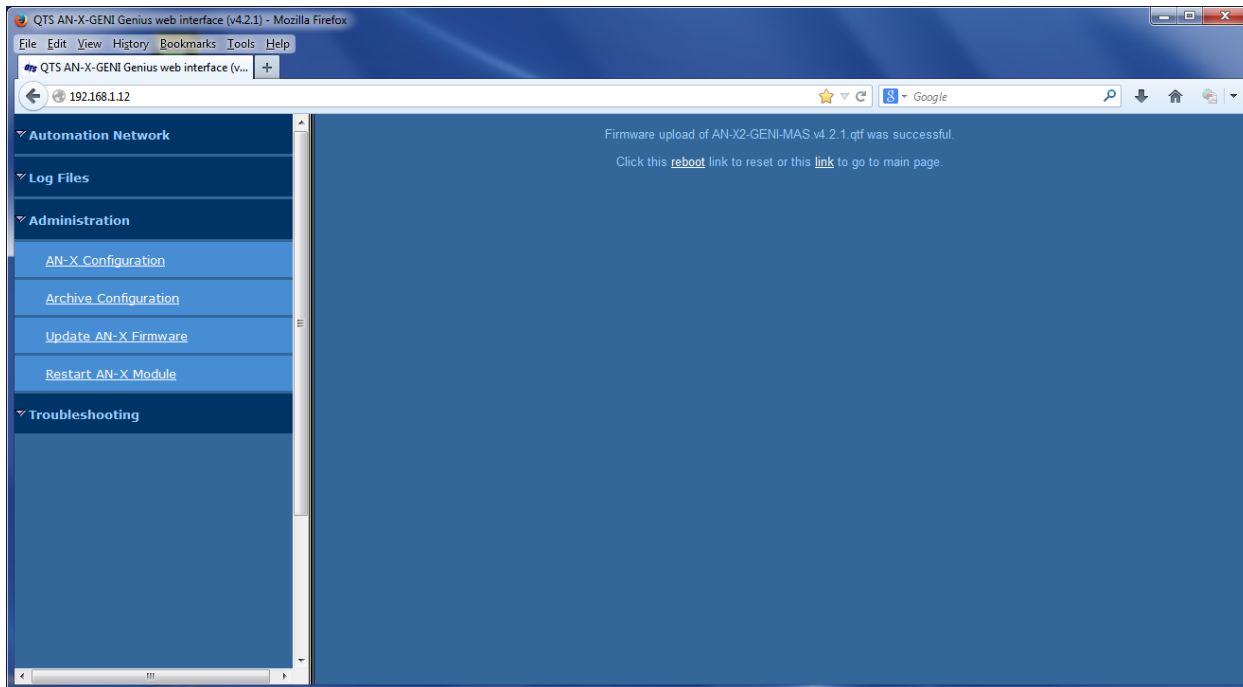 QTS AN-X-GENI Genius web interface (v4.2.1) - Mozilla Firefox
File Edit View History Bookmarks Tools Help
QTS QTS AN-X-GENI Genius web interface (v... +
192.168.1.12
8 Google
Automation Network
Firmware upload of AN-X2-GENI-MAS.v4.2.1.qtf was successful.
Click this reboot link to reset or this link to go to main page.
Log Files
Administration
AN-X Configuration
Archive Configuration
Update AN-X Firmware
Restart AN-X Module
Troubleshooting